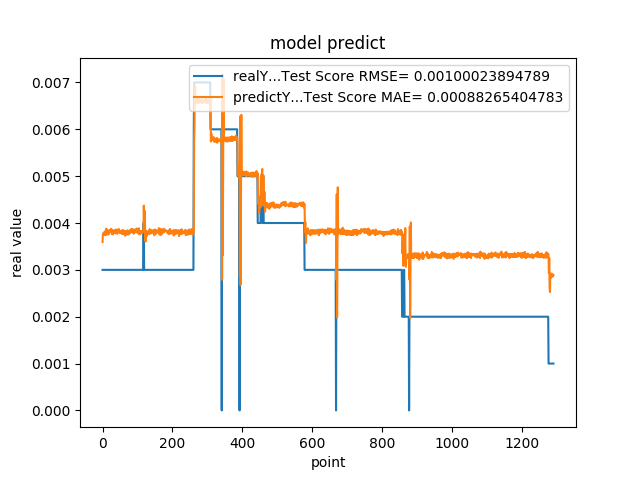 model predict
realY...Test Score RMSE= 0.00100023894789
predictY...Test Score MAE= 0.00088265404783
0.007
0.006
0.005
0.004
0.003
0.002
0.001
0.000
real value
0 200 400 600 800 1000 1200
point